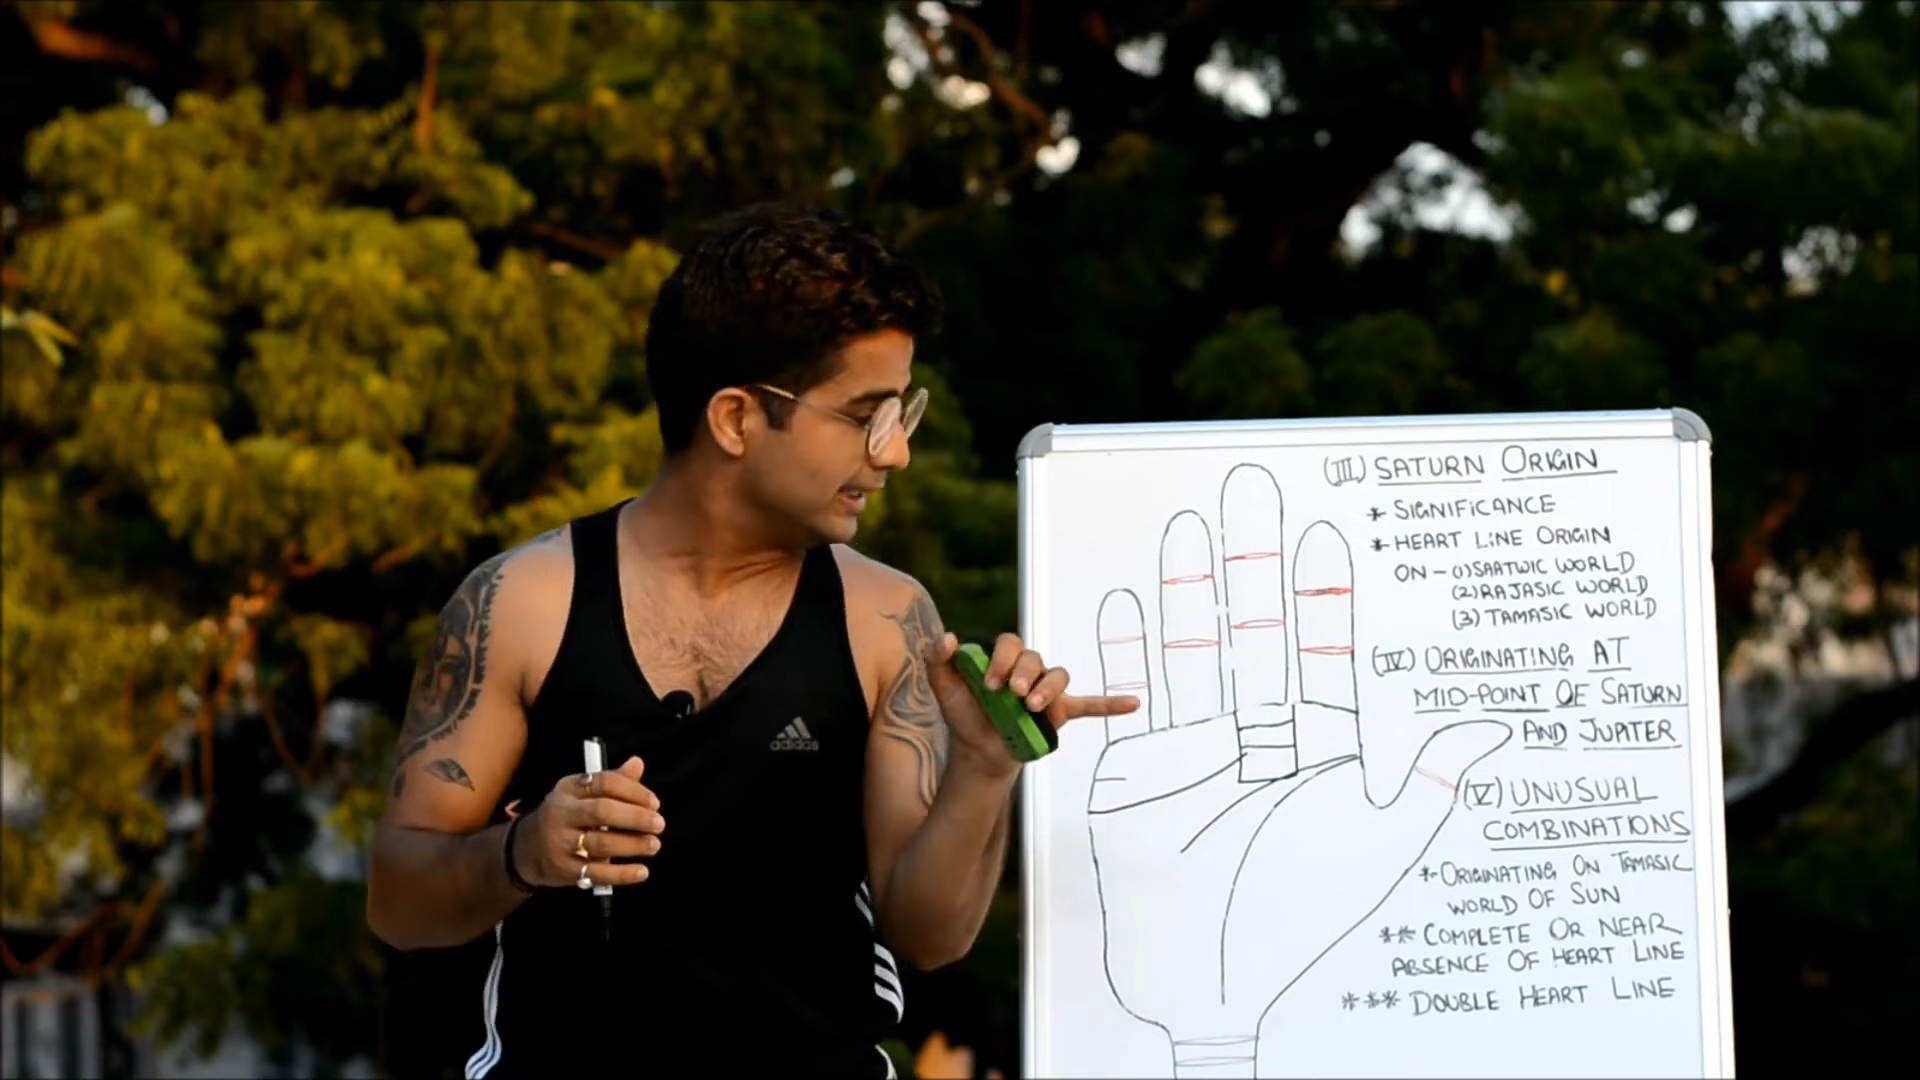 (III) SATURN ORIGIN
* SIGNIFICANCE
* HEART LINE ORIGIN
ON - (1) SAATWIC WORLD
(2) RAJASIC WORLD
(3) TAMASIC WORLD
(IV) ORIGINATING AT
MID-POINT OF SATURN
AND JUPITER
(V) UNUSUAL
COMBINATIONS
* ORIGINATING ON TAMASIC
WORLD OF SUN
** COMPLETE OR NEAR
ABSENCE OF HEART LINE
*** DOUBLE HEART LINE
adidas